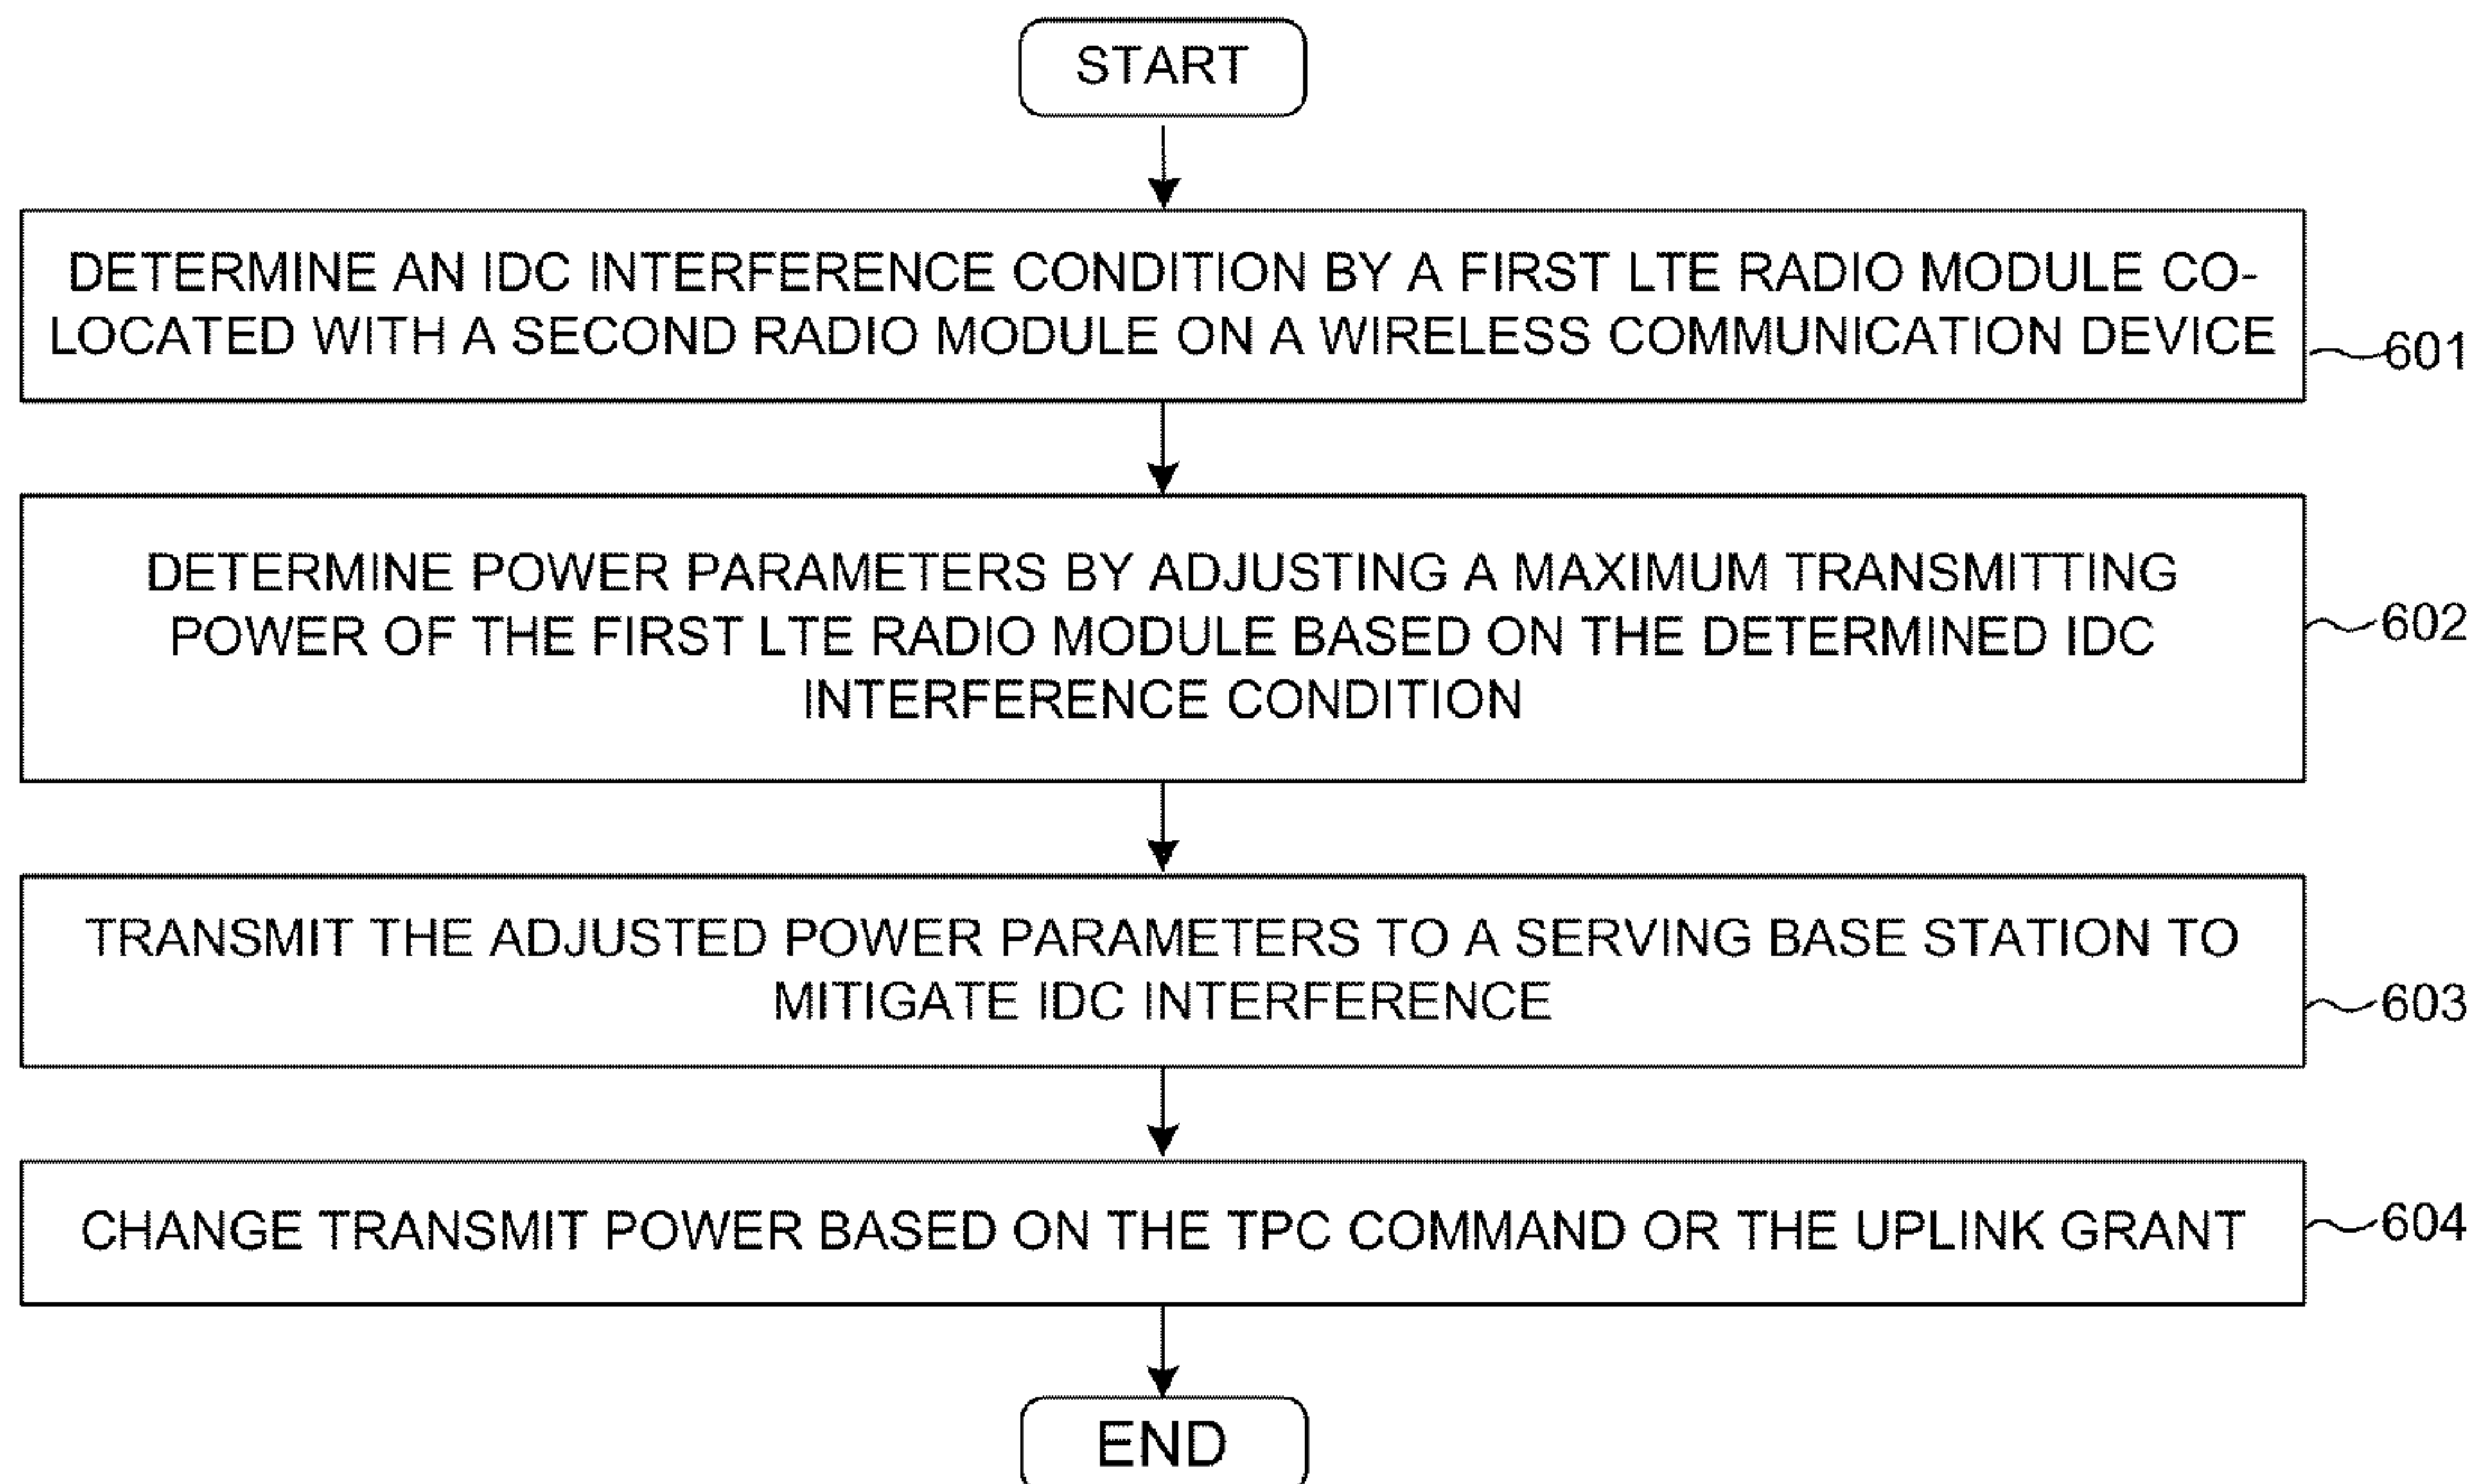 START
DETERMINE AN IDC INTERFERENCE CONDITION BY A FIRST LTE RADIO MODULE CO-
LOCATED WITH A SECOND RADIO MODULE ON A WIRELESS COMMUNICATION DEVICE
601
DETERMINE POWER PARAMETERS BY ADJUSTING A MAXIMUM TRANSMITTING
POWER OF THE FIRST LTE RADIO MODULE BASED ON THE DETERMINED IDC
INTERFERENCE CONDITION
602
TRANSMIT THE ADJUSTED POWER PARAMETERS TO A SERVING BASE STATION TO
MITIGATE IDC INTERFERENCE
603
CHANGE TRANSMIT POWER BASED ON THE TPC COMMAND OR THE UPLINK GRANT
604
END